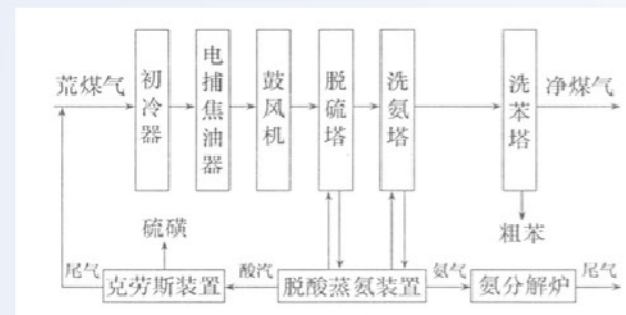 荒煤气
初冷器
电捕焦油器
鼓风机
脱硫塔
洗氨塔
洗苯塔
净煤气
硫磺
粗苯
尾气
克劳斯装置
酸汽
脱酸蒸氨装置
氨气
氨分解炉
尾气